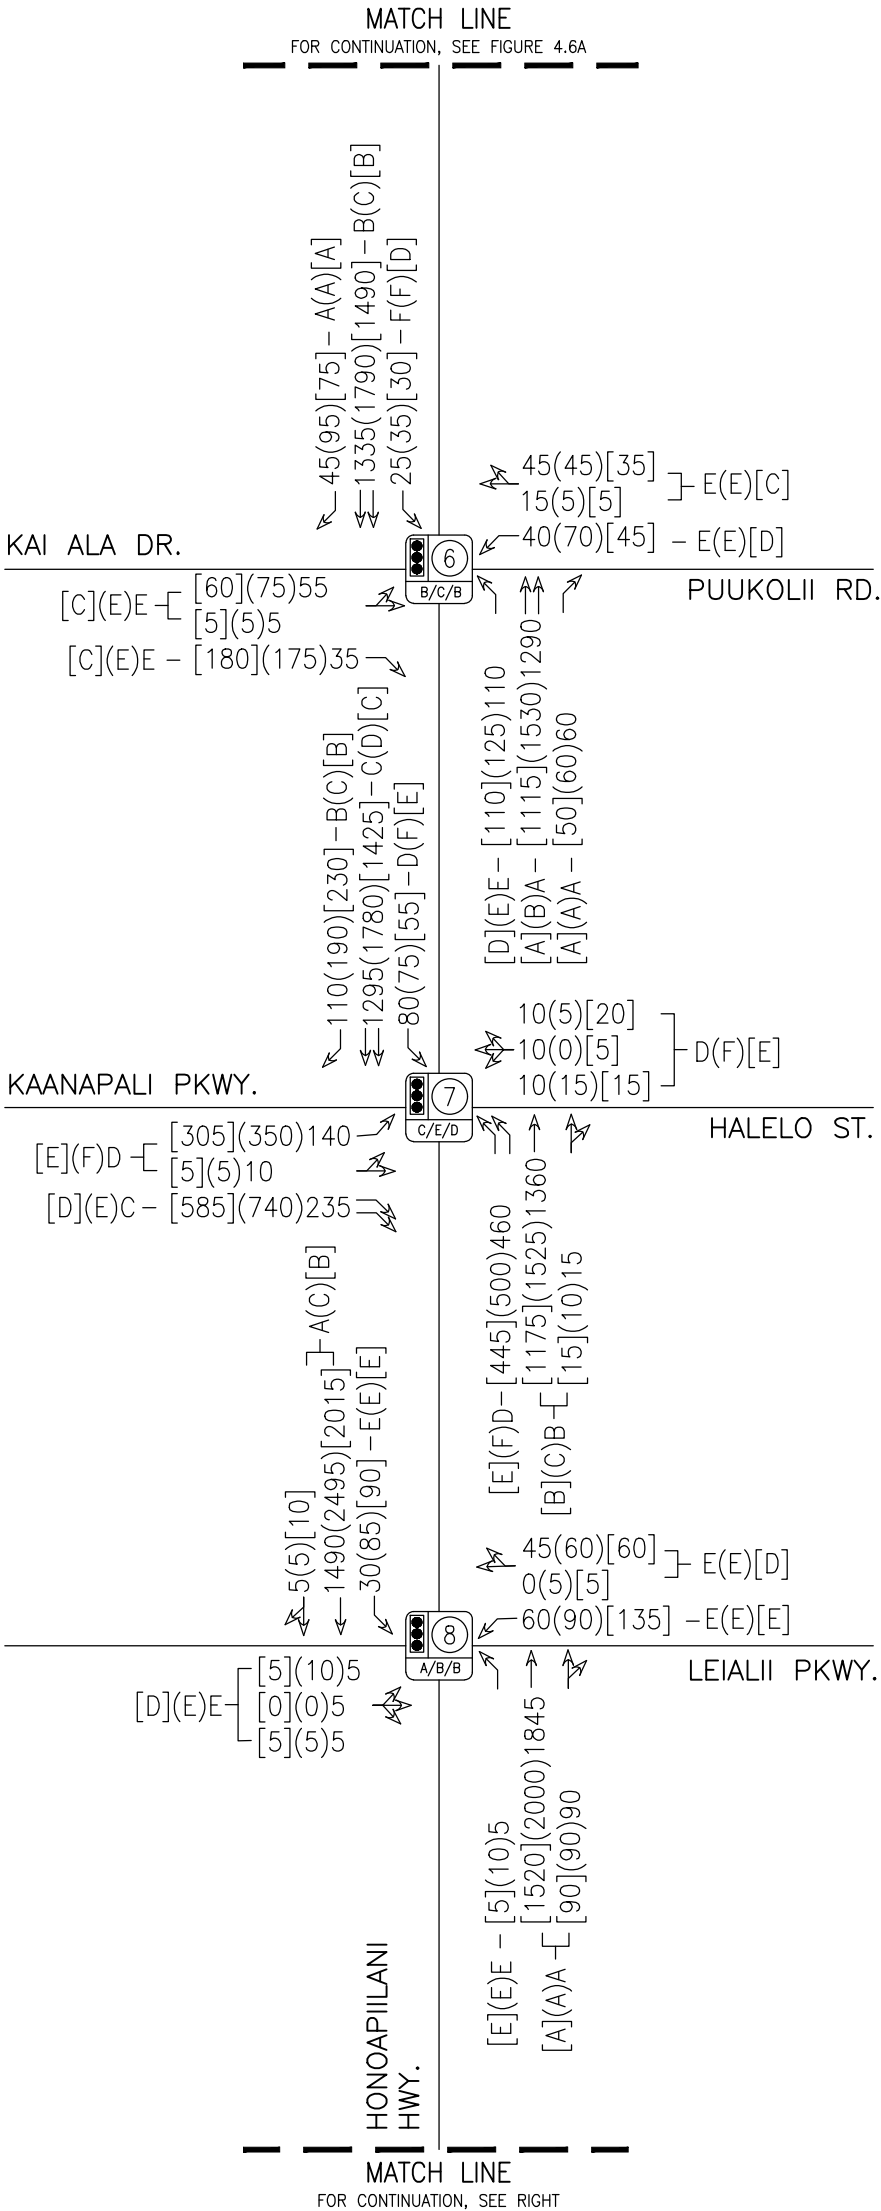 MATCH LINE
FOR CONTINUATION, SEE FIGURE 4.6A
45(95)[75] – A(A)[A]
1335(1790)[1490] – B(C)[B]
25(35)[30] – F(F)[D]
45(45)[35]
15(5)[5]
E(E)[C]
40(70)[45] – E(E)[D]
KAI ALA DR.
6
B/C/B
PUUKOLII RD.
[C](E)E
[60](75)55
[5](5)5
[C](E)E – [180](175)35
[D](E)E – [110](125)110
[A](B)A – [1115](1530)1290
[A](A)A – [50](60)60
110(190)[230] – B(C)[B]
1295(1780)[1425] – C(D)[C]
80(75)[55] – D(F)[E]
10(5)[20]
10(0)[5]
10(15)[15]
D(F)[E]
KAANAPALI PKWY.
7
C/E/D
HALELO ST.
[E](F)D
[305](350)140
[5](5)10
[D](E)C – [585](740)235
[E](F)D – [445](500)460
[1175](1525)1360
[15](10)15
[B](C)B
A(C)[B]
5(5)[10]
1490(2495)[2015]
30(85)[90] – E(E)[E]
45(60)[60]
0(5)[5]
E(E)[D]
60(90)[135] – E(E)[E]
8
A/B/B
LEIALII PKWY.
[D](E)E
[5](10)5
[0](0)5
[5](5)5
[E](E)E – [5](10)5
[1520](2000)1845
[90](90)90
[A](A)A
HONOAPIILANI
HWY.
MATCH LINE
FOR CONTINUATION, SEE RIGHT